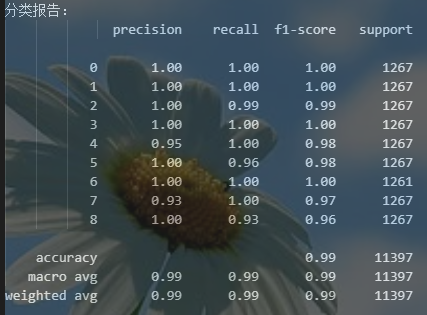 分类报告：
precision recall f1-score support
0 1.00 1.00 1.00 1267
1 1.00 1.00 1.00 1267
2 1.00 0.99 0.99 1267
3 1.00 1.00 1.00 1267
4 0.95 1.00 0.98 1267
5 1.00 0.96 0.98 1267
6 1.00 1.00 1.00 1261
7 0.93 1.00 0.97 1267
8 1.00 0.93 0.96 1267
accuracy 0.99 11397
macro avg 0.99 0.99 0.99 11397
weighted avg 0.99 0.99 0.99 11397